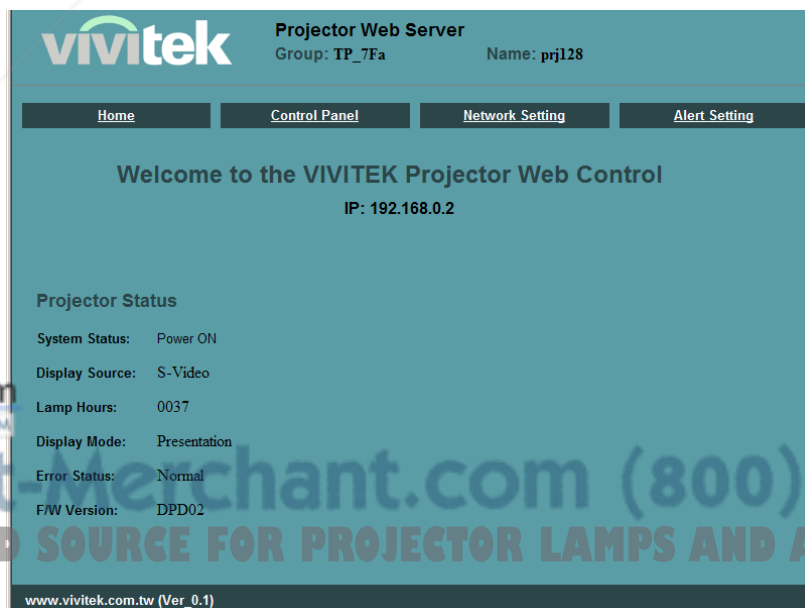 vivitek
Projector Web Server
Group: TP_7Fa Name: prj128
Home Control Panel Network Setting Alert Setting
Welcome to the VIVITEK Projector Web Control
IP: 192.168.0.2
Projector Status
System Status: Power ON
Display Source: S-Video
Lamp Hours: 0037
Display Mode: Presentation
Error Status: Normal
F/W Version: DPD02
t-Merchant.com (800)
D SOURCE FOR PROJECTOR LAMPS AND A
www.vivitek.com.tw (Ver_0.1)